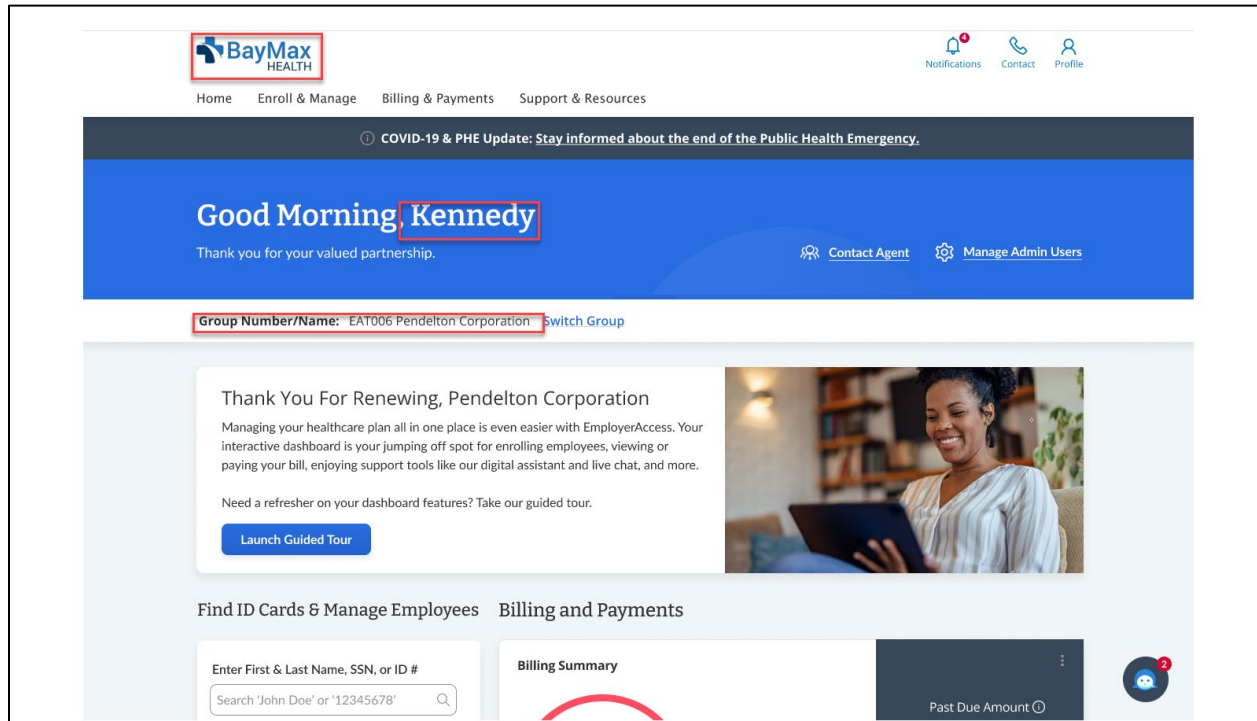 BayMax
HEALTH
4
Notifications
Contact
Profile
Home Enroll & Manage Billing & Payments Support & Resources
COVID-19 & PHE Update: Stay informed about the end of the Public Health Emergency.
Good Morning, Kennedy
Thank you for your valued partnership.
Contact Agent
Manage Admin Users
Group Number/Name: EAT006 Pendelton Corporation Switch Group
Thank You For Renewing, Pendelton Corporation
Managing your healthcare plan all in one place is even easier with EmployerAccess. Your
interactive dashboard is your jumping off spot for enrolling employees, viewing or
paying your bill, enjoying support tools like our digital assistant and live chat, and more.
Need a refresher on your dashboard features? Take our guided tour.
Launch Guided Tour
Find ID Cards & Manage Employees
Billing and Payments
Enter First & Last Name, SSN, or ID #
Search 'John Doe' or '12345678'
Billing Summary
Past Due Amount
2